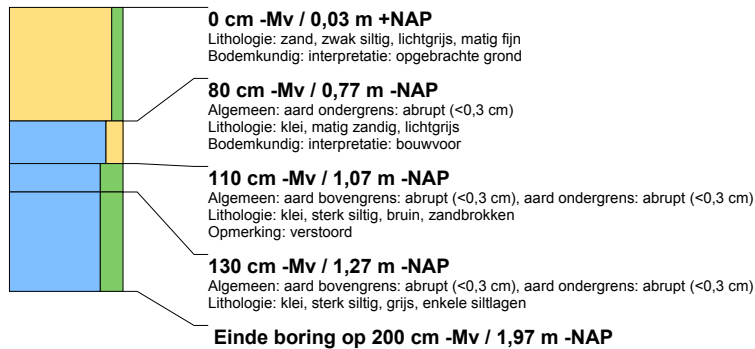 0 cm -Mv / 0,03 m +NAP
Lithologie: zand, zwak siltig, lichtgrijs, matig fijn
Bodemkundig: interpretatie: opgebrachte grond
80 cm -Mv / 0,77 m -NAP
Algemeen: aard ondergrens: abrupt (<0,3 cm)
Lithologie: klei, matig zandig, lichtgrijs
Bodemkundig: interpretatie: bouwvoor
110 cm -Mv / 1,07 m -NAP
Algemeen: aard bovengrens: abrupt (<0,3 cm), aard ondergrens: abrupt (<0,3 cm)
Lithologie: klei, sterk siltig, bruin, zandbrokken
Opmerking: verstoord
130 cm -Mv / 1,27 m -NAP
Algemeen: aard bovengrens: abrupt (<0,3 cm), aard ondergrens: abrupt (<0,3 cm)
Lithologie: klei, sterk siltig, grijs, enkele siltlagen
Einde boring op 200 cm -Mv / 1,97 m -NAP